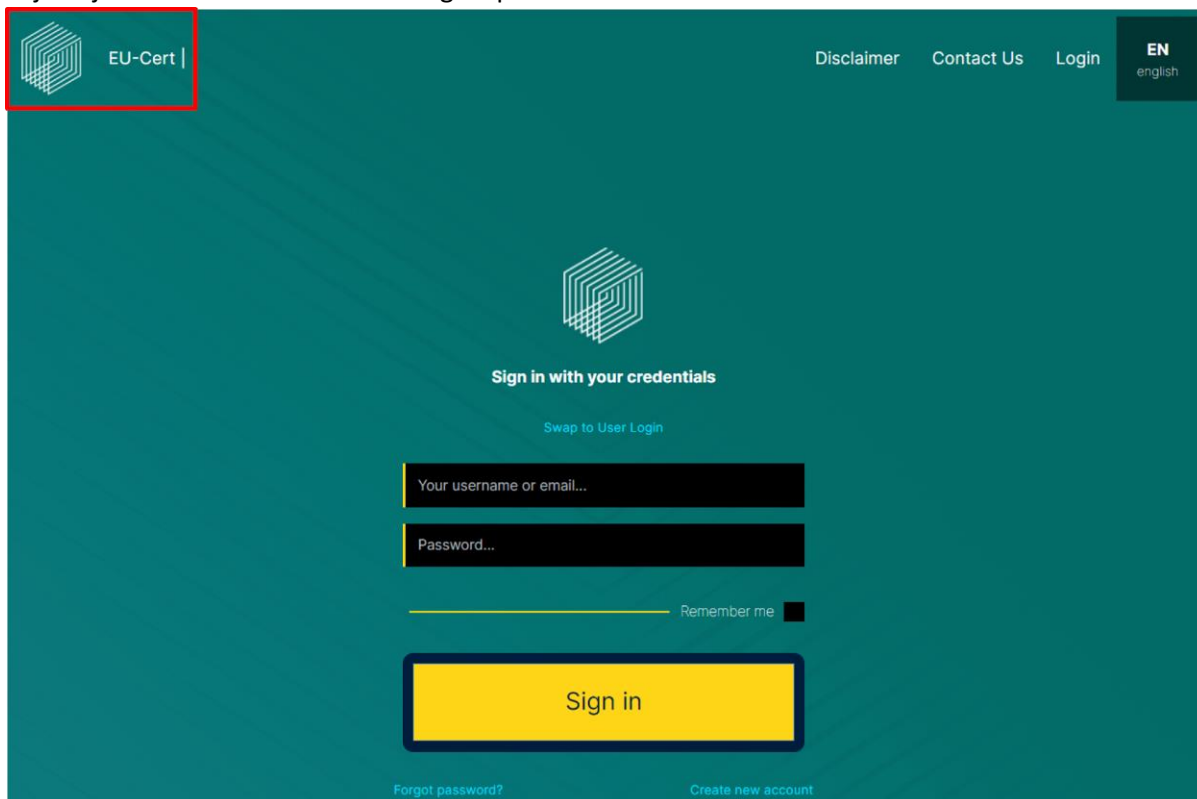 EU-Cert |
Disclaimer Contact Us Login EN
english
Sign in with your credentials
Swap to User Login
Your username or email...
Password...
Remember me
Sign in
Forgot password? Create new account